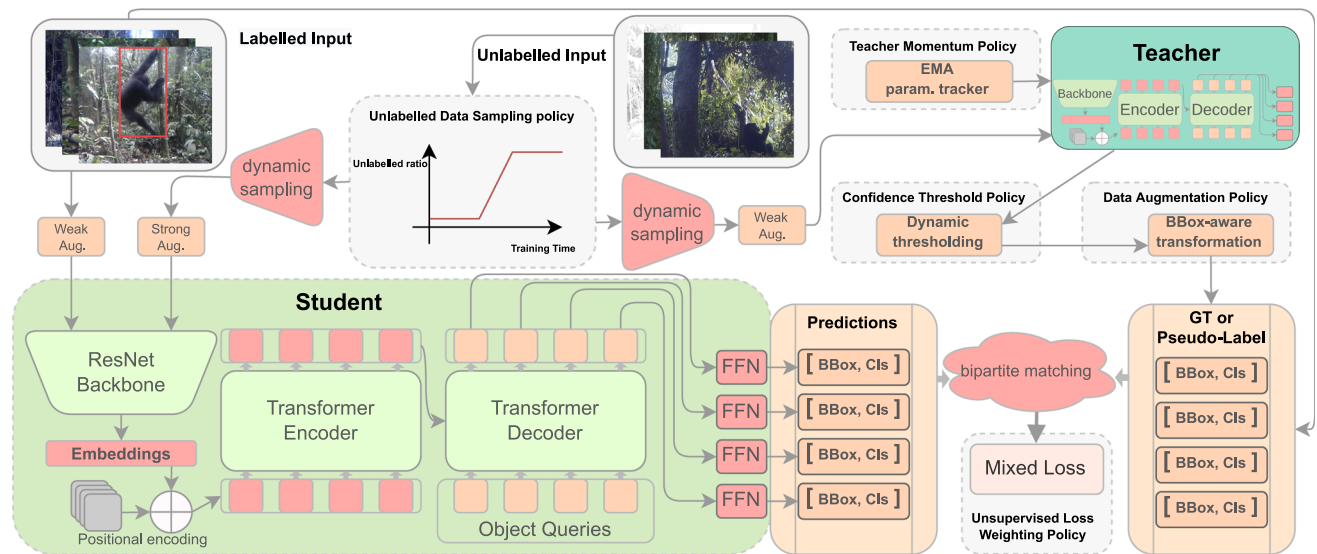 Labelled Input
Unlabelled Input
Teacher Momentum Policy
EMA
param. tracker
Teacher
Backbone
Encoder
Decoder
Unlabelled Data Sampling policy
Unlabelled ratio
Training Time
dynamic
sampling
dynamic
sampling
Weak
Aug.
Strong
Aug.
Weak
Aug.
Confidence Threshold Policy
Dynamic
thresholding
Data Augmentation Policy
BBox-aware
transformation
Student
ResNet
Backbone
Embeddings
Positional encoding
Transformer
Encoder
Transformer
Decoder
Object Queries
FFN
FFN
FFN
FFN
Predictions
[ BBox, Cls ]
[ BBox, Cls ]
[ BBox, Cls ]
[ BBox, Cls ]
bipartite matching
Mixed Loss
Unsupervised Loss
Weighting Policy
GT or
Pseudo-Label
[ BBox, Cls ]
[ BBox, Cls ]
[ BBox, Cls ]
[ BBox, Cls ]